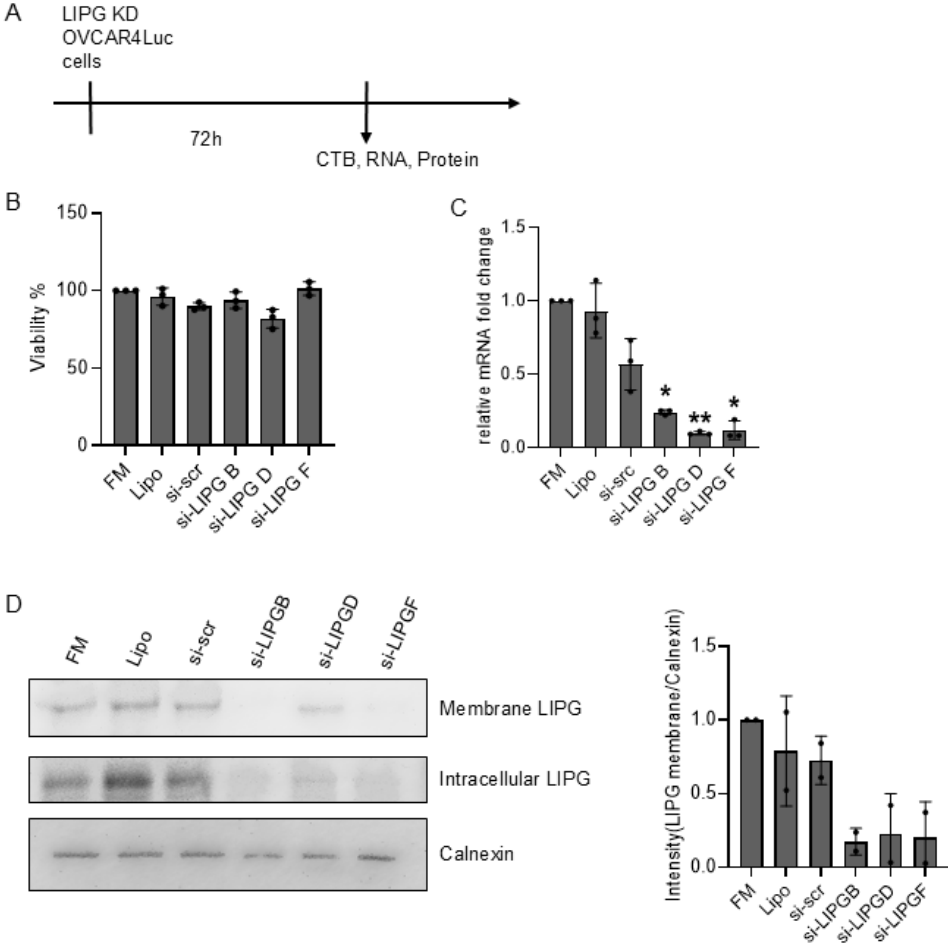 A
LIPG KD
OVCAR4Luc
cells
72h
CTB, RNA, Protein
B
150
100
50
0
Viability %
FM
Lipo
si-scr
si-LIPG B
si-LIPG D
si-LIPG F
C
1.5
1.0
0.5
0.0
relative mRNA fold change
*
**
*
FM
Lipo
si-src
si-LIPG B
si-LIPG D
si-LIPG F
D
FM
Lipo
si-scr
si-LIPGB
si-LIPGD
si-LIPGF
Membrane LIPG
Intracellular LIPG
Calnexin
1.5
1.0
0.5
0.0
Intensity(LIPG membrane/Calnexin)
FM
Lipo
si-scr
si-LIPGB
si-LIPGD
si-LIPGF